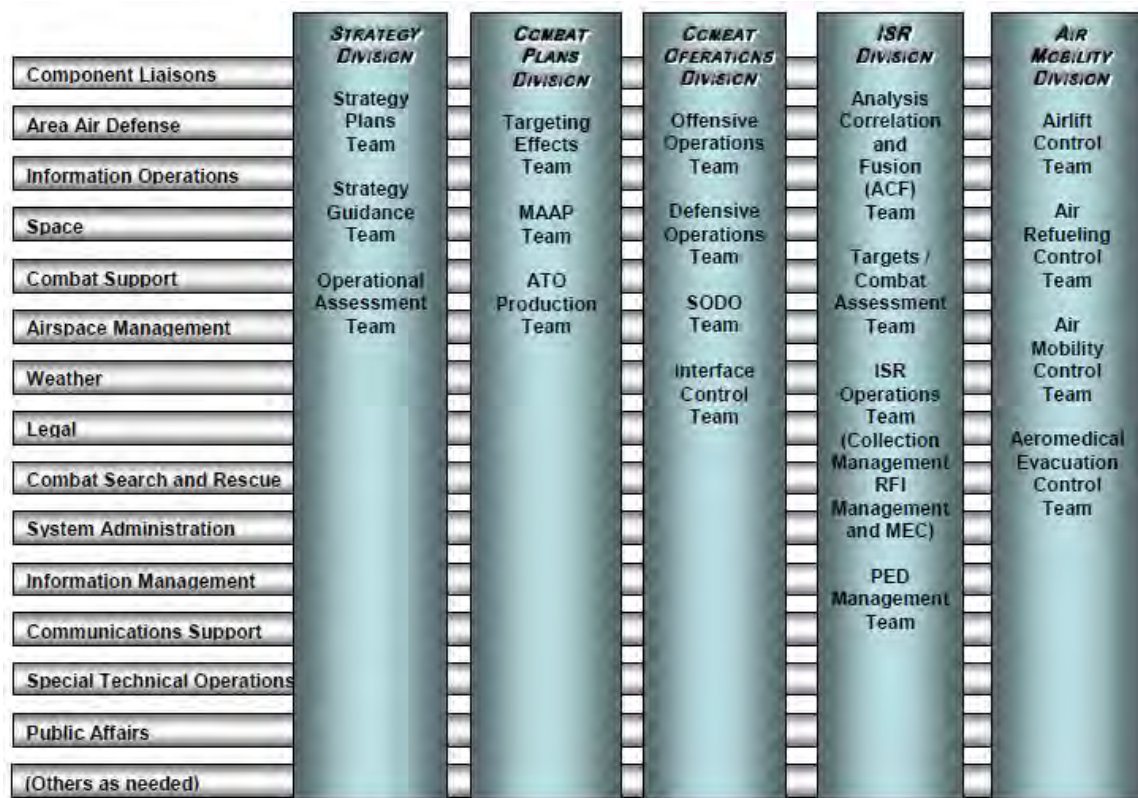 STRATEGY
DIVISION
Strategy
Plans
Team
Strategy
Guidance
Team
Operational
Assessment
Team
COMBAT
PLANS
DIVISION
Targeting
Effects
Team
MAAP
Team
ATO
Production
Team
COMBAT
OPERATIONS
DIVISION
Offensive
Operations
Team
Defensive
Operations
Team
SODO
Team
Interface
Control
Team
ISR
DIVISION
Analysis
Correlation
and
Fusion
(ACF)
Team
Targets /
Combat
Assessment
Team
ISR
Operations
Team
(Collection
Management
RFI
Management
and MEC)
PED
Management
Team
AIR
MOBILITY
DIVISION
Airlift
Control
Team
Air
Refueling
Control
Team
Air
Mobility
Control
Team
Aeromedical
Evacuation
Control
Team
Component Liaisons
Area Air Defense
Information Operations
Space
Combat Support
Airspace Management
Weather
Legal
Combat Search and Rescue
System Administration
Information Management
Communications Support
Special Technical Operations
Public Affairs
(Others as needed)